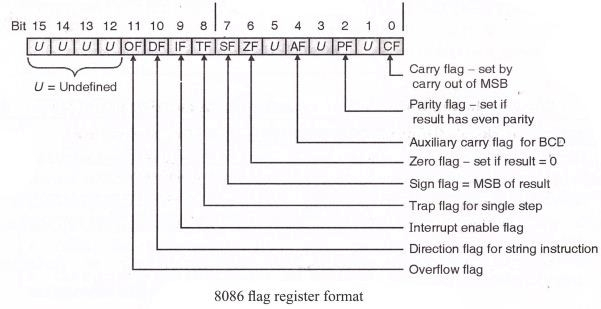 Bit 15 14 13 12 11 10 9 8 7 6 5 4 3 2 1 0
U U U U OF DF IF TF SF ZF U AF U PF U CF
U = Undefined
Carry flag – set by
carry out of MSB
Parity flag – set if
result has even parity
Auxiliary carry flag for BCD
Zero flag – set if result = 0
Sign flag = MSB of result
Trap flag for single step
Interrupt enable flag
Direction flag for string instruction
Overflow flag
8086 flag register format